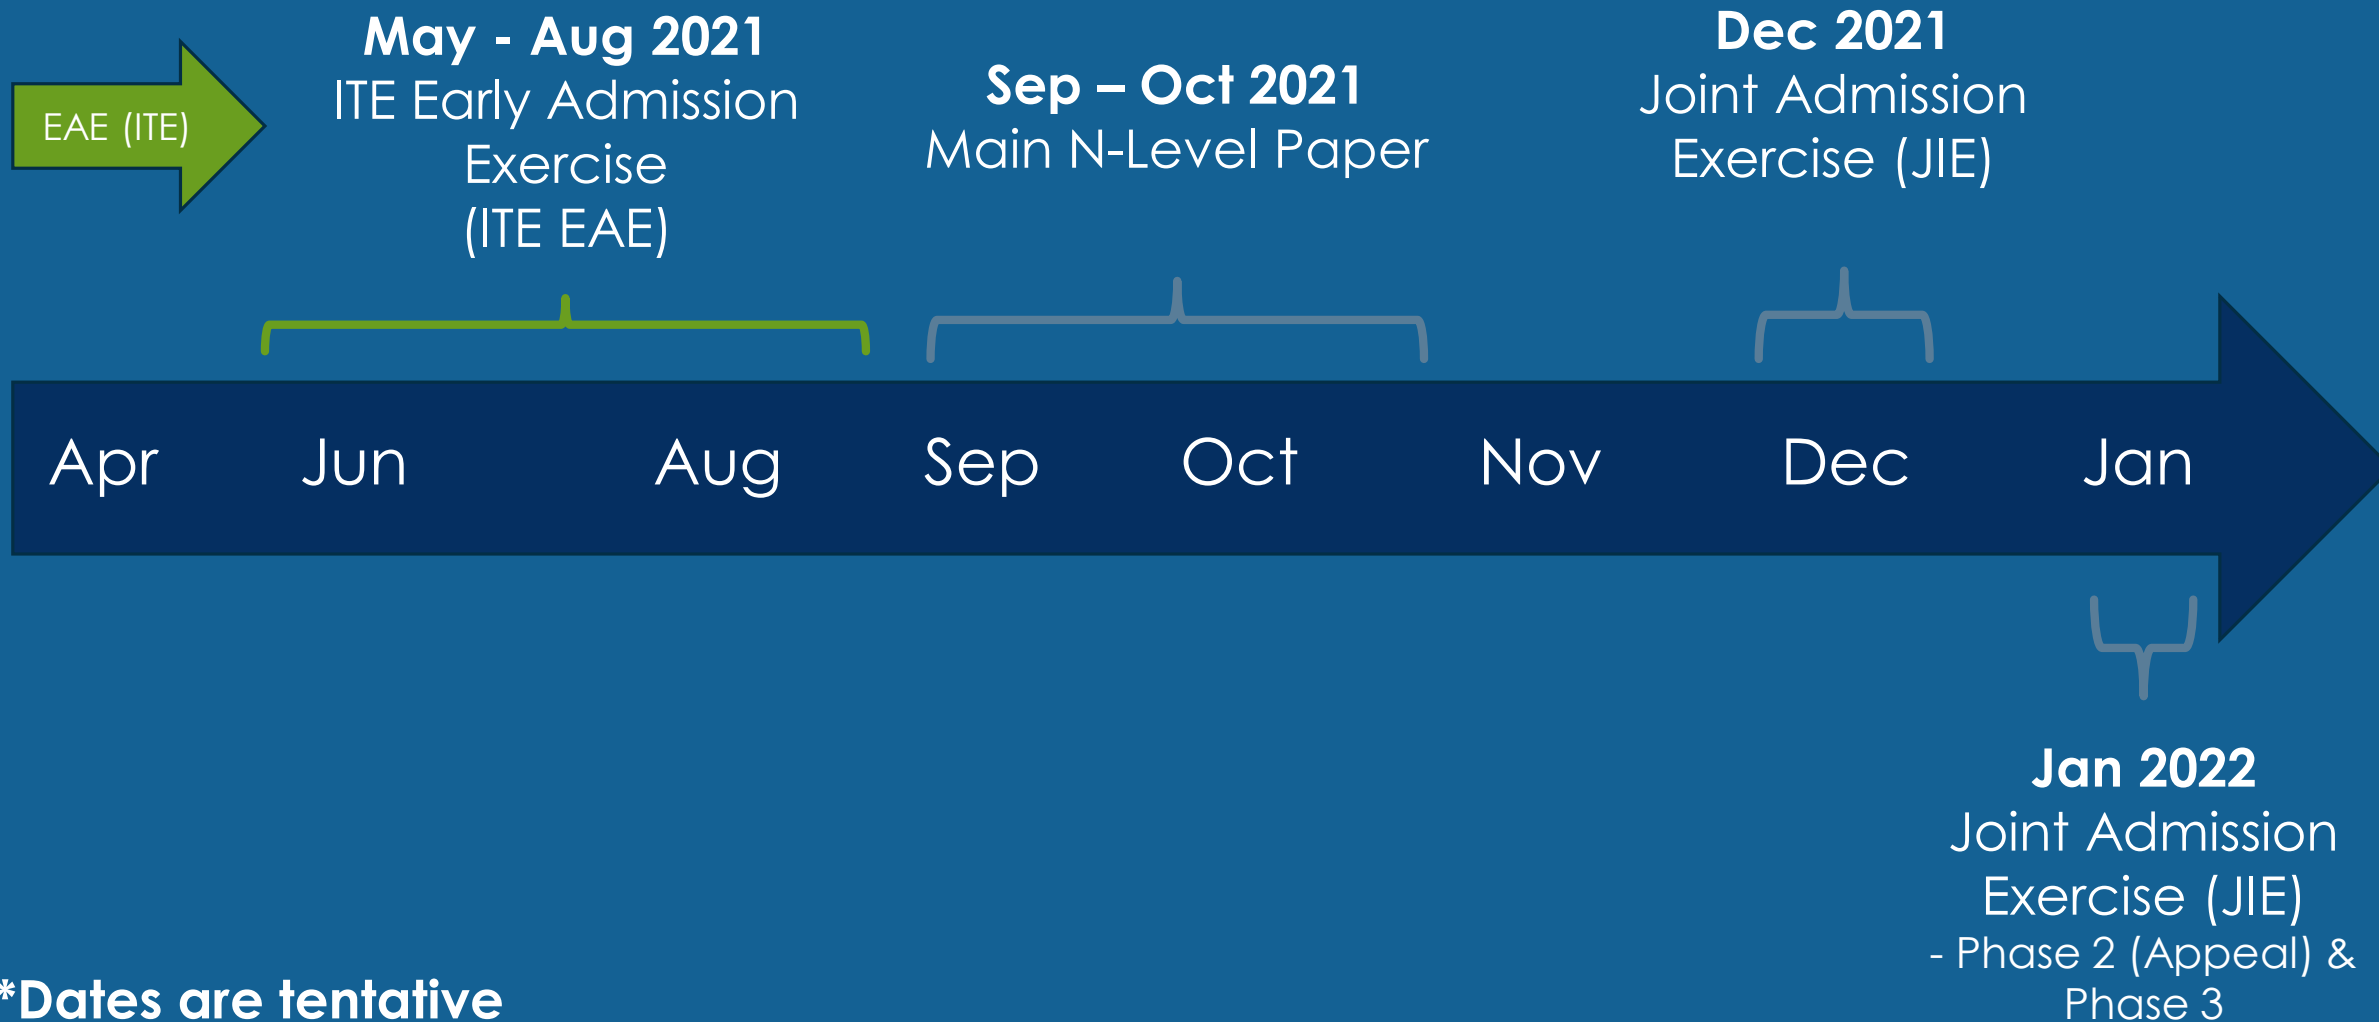 EAE (ITE)
May - Aug 2021
ITE Early Admission
Exercise
(ITE EAE)
Sep – Oct 2021
Main N-Level Paper
Dec 2021
Joint Admission
Exercise (JIE)
Apr Jun Aug Sep Oct Nov Dec Jan
Jan 2022
Joint Admission
Exercise (JIE)
- Phase 2 (Appeal) &
Phase 3
*Dates are tentative